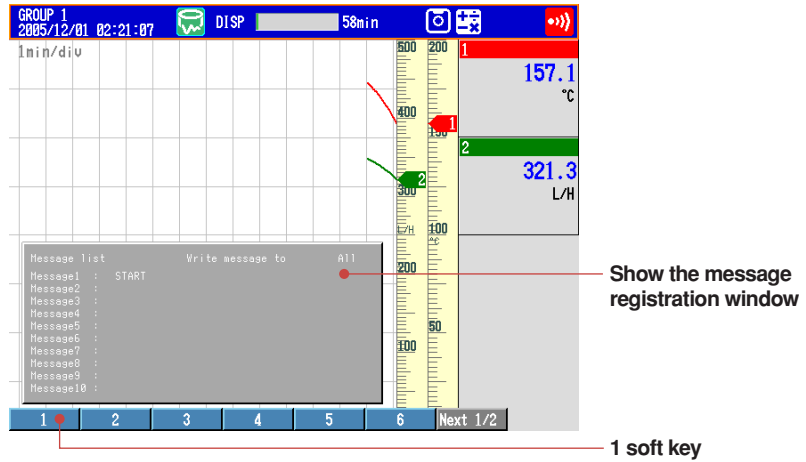 GROUP 1
2005/12/01 02:21:07
DISP
58min
1min/div
500 200
400
150
300
L/H 100
°C
200
50
100
1
157.1
°C
2
321.3
L/H
1
2
Message list Write message to All
Message1 : START
Message2 :
Message3 :
Message4 :
Message5 :
Message6 :
Message7 :
Message8 :
Message9 :
Message10 :
1 2 3 4 5 6 Next 1/2
Show the message
registration window
1 soft key